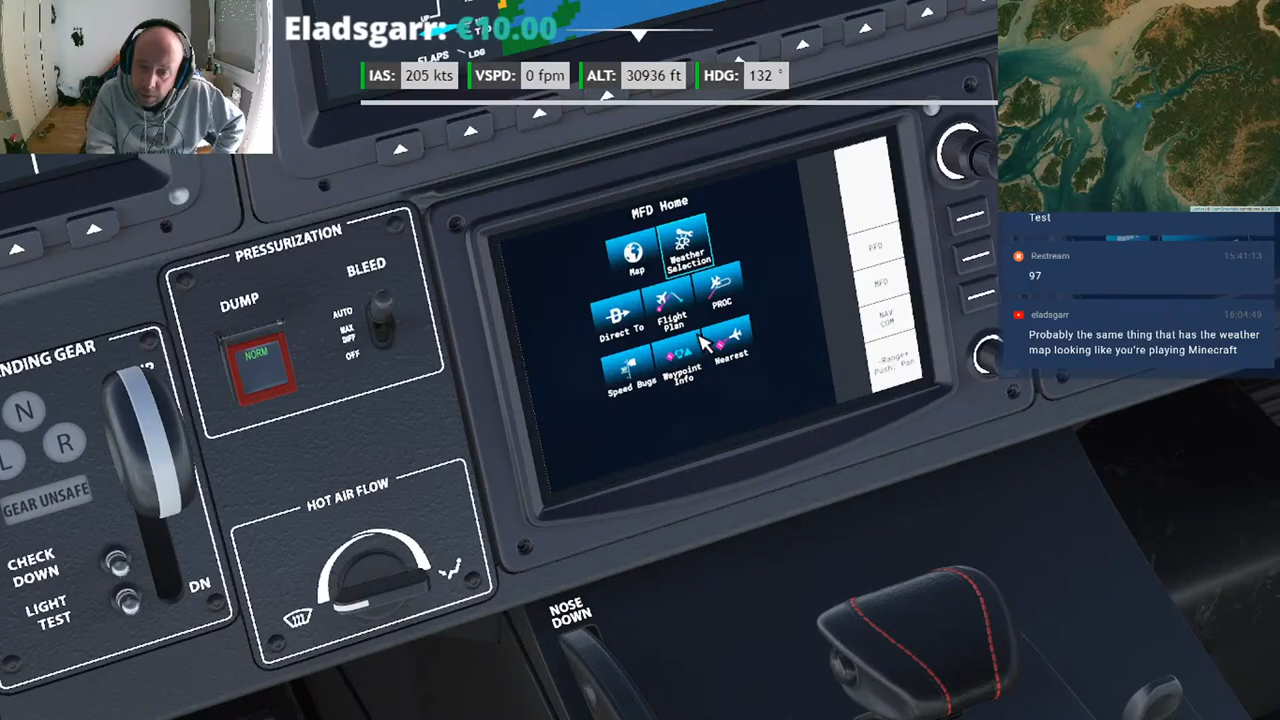 Eladsgarr: €10.00
ELAPS
LDG
IAS: 205 kts
VSPD: 0 fpm
ALT: 30936 ft
HDG: 132 °
Test
Restream 15:41:13
97
eladsgarr 16:04:49
Probably the same thing that has the weather
map looking like you're playing Minecraft
PRESSURIZATION
DUMP
NORM
BLEED
AUTO
MAX
DIFF
OFF
NDING GEAR
N
L
R
GEAR UNSAFE
CHECK
DOWN
LIGHT
TEST
DN
HOT AIR FLOW
NOSE
DOWN
MFD Home
Map
Weather
Selection
Direct To
Flight
Plan
PROC
Speed Bugs
Waypoint
Info
Nearest
PFD
MFD
NAV
COM
-Range+
Push: Pan